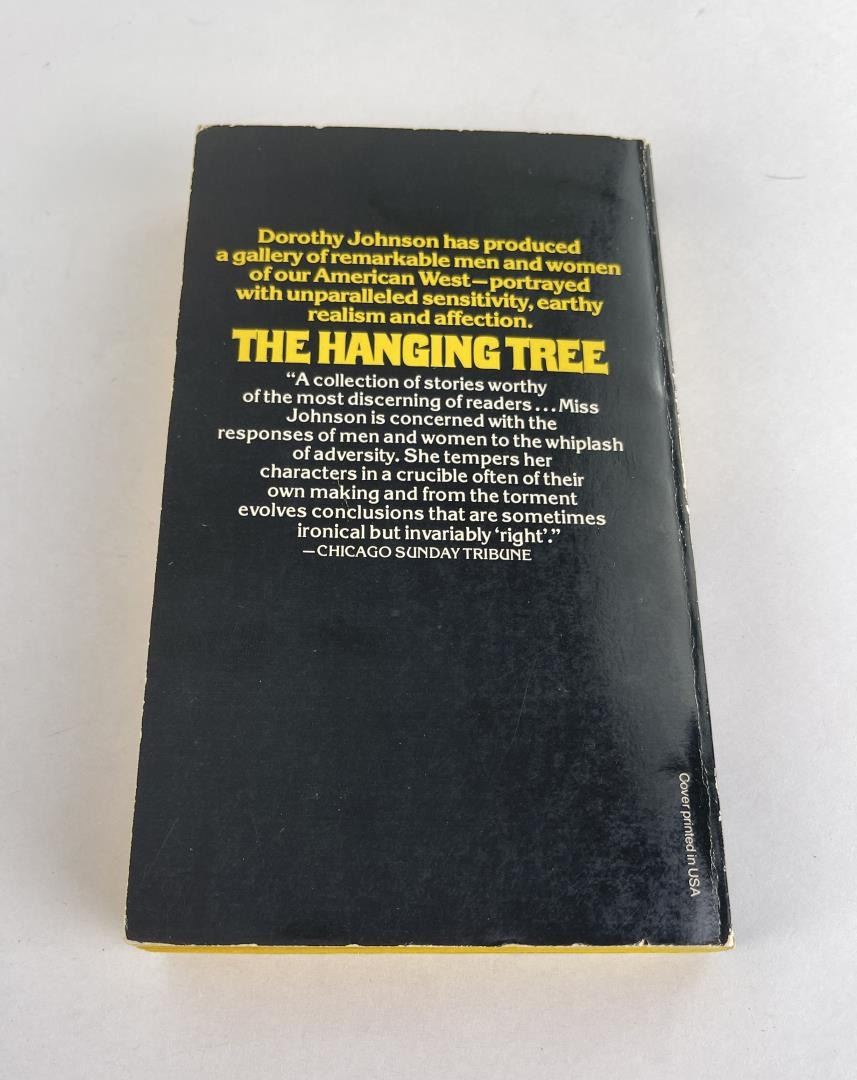 Dorothy Johnson has produced
a gallery of remarkable men and women
of our American West—portrayed
with unparalleled sensitivity, earthy
realism and affection.
THE HANGING TREE
“A collection of stories worthy
of the most discerning of readers...Miss
Johnson is concerned with the
responses of men and women to the whiplash
of adversity. She tempers her
characters in a crucible often of their
own making and from the torment
evolves conclusions that are sometimes
ironical but invariably ‘right’.”
—CHICAGO SUNDAY TRIBUNE
Cover printed in USA